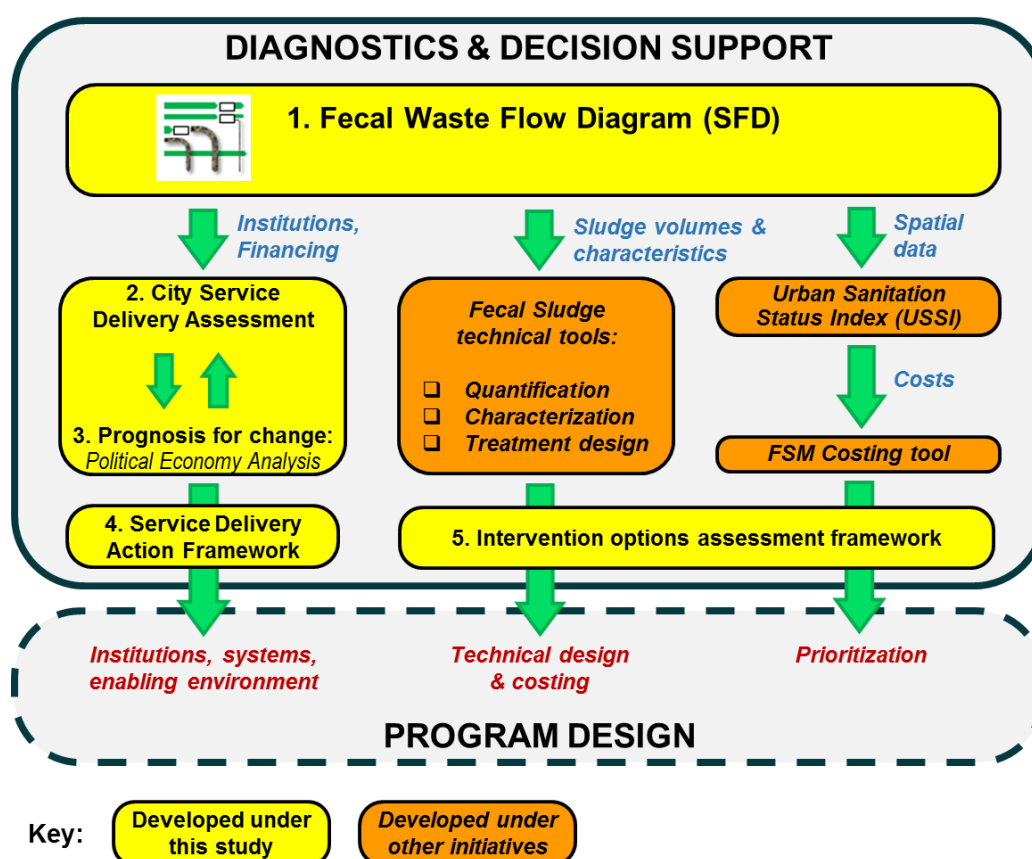 DIAGNOSTICS & DECISION SUPPORT
1. Fecal Waste Flow Diagram (SFD)
Institutions,
Financing
Sludge volumes &
characteristics
Spatial
data
2. City Service
Delivery Assessment
3. Prognosis for change:
Political Economy Analysis
Fecal Sludge
technical tools:
Quantification
Characterization
Treatment design
Urban Sanitation
Status Index (USSI)
Costs
FSM Costing tool
4. Service Delivery
Action Framework
5. Intervention options assessment framework
Institutions, systems,
enabling environment
Technical design
& costing
Prioritization
PROGRAM DESIGN
Key:
Developed under
this study
Developed under
other initiatives